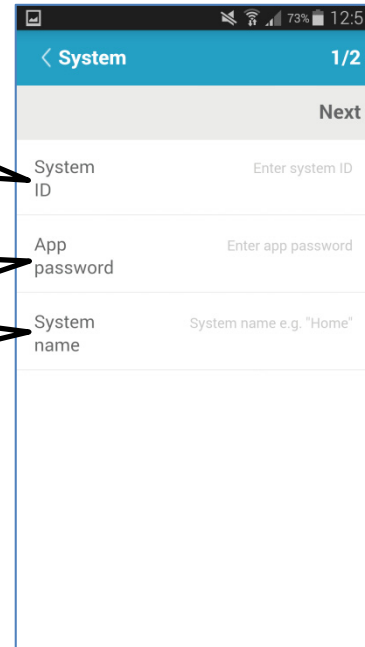 73% 12:5
System 1/2
Next
System Enter system ID
ID
App Enter app password
password
System System name e.g. "Home"
name